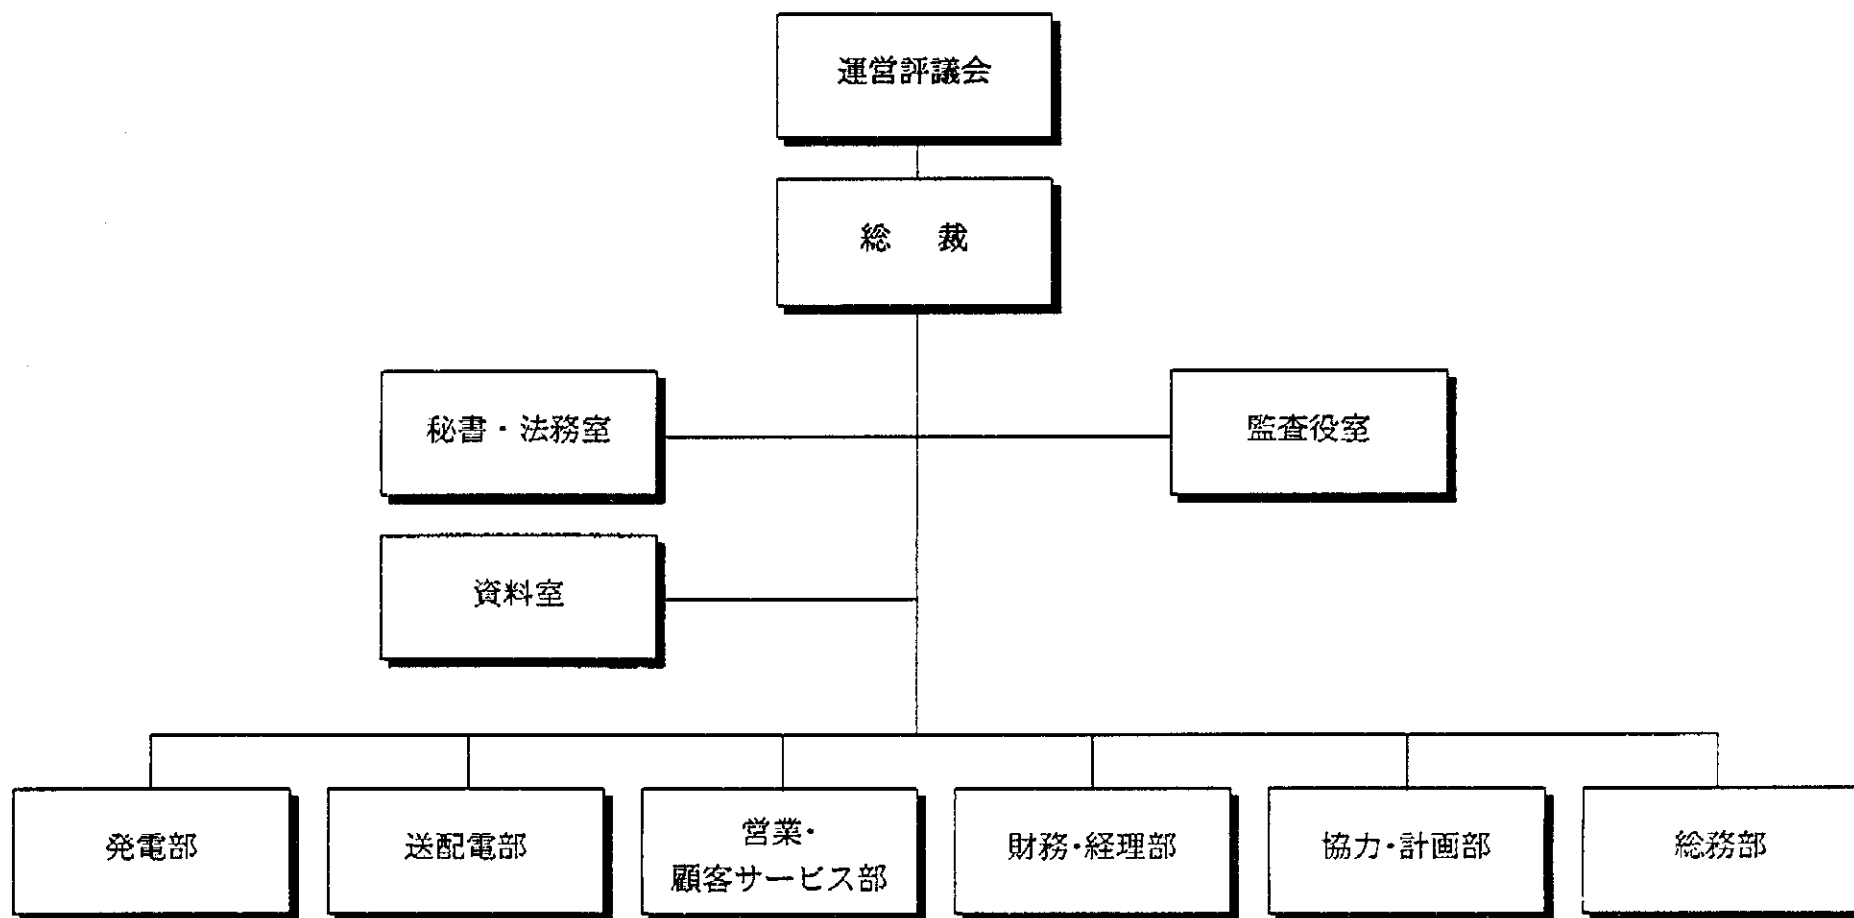 運営評議会
総 裁
秘書・法務室
監査役室
資料室
発電部
送配電部
営業・
顧客サービス部
財務・経理部
協力・計画部
総務部